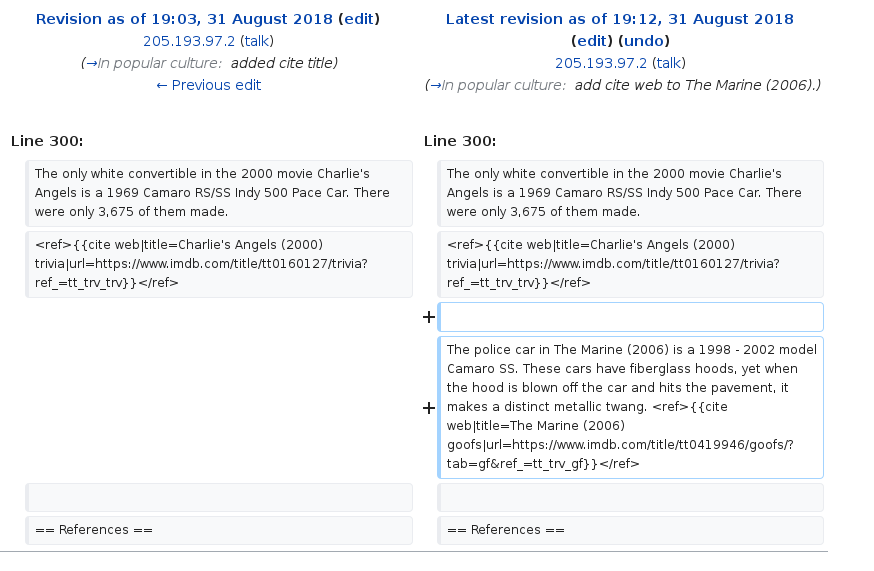 Revision as of 19:03, 31 August 2018 (edit)
205.193.97.2 (talk)
(→In popular culture: added cite title)
← Previous edit
Latest revision as of 19:12, 31 August 2018
(edit) (undo)
205.193.97.2 (talk)
(→In popular culture: add cite web to The Marine (2006).)
Line 300:
Line 300:
The only white convertible in the 2000 movie Charlie's
Angels is a 1969 Camaro RS/SS Indy 500 Pace Car. There
were only 3,675 of them made.
The only white convertible in the 2000 movie Charlie's
Angels is a 1969 Camaro RS/SS Indy 500 Pace Car. There
were only 3,675 of them made.
<ref>{{cite web|title=Charlie's Angels (2000)
trivia|url=https://www.imdb.com/title/tt0160127/trivia?
ref_=tt_trv_trv}}</ref>
<ref>{{cite web|title=Charlie's Angels (2000)
trivia|url=https://www.imdb.com/title/tt0160127/trivia?
ref_=tt_trv_trv}}</ref>
+
+
The police car in The Marine (2006) is a 1998 - 2002 model
Camaro SS. These cars have fiberglass hoods, yet when
the hood is blown off the car and hits the pavement, it
makes a distinct metallic twang. <ref>{{cite
web|title=The Marine (2006)
goofs|url=https://www.imdb.com/title/tt0419946/goofs/?
tab=gf&ref_=tt_trv_gf}}</ref>
== References ==
== References ==